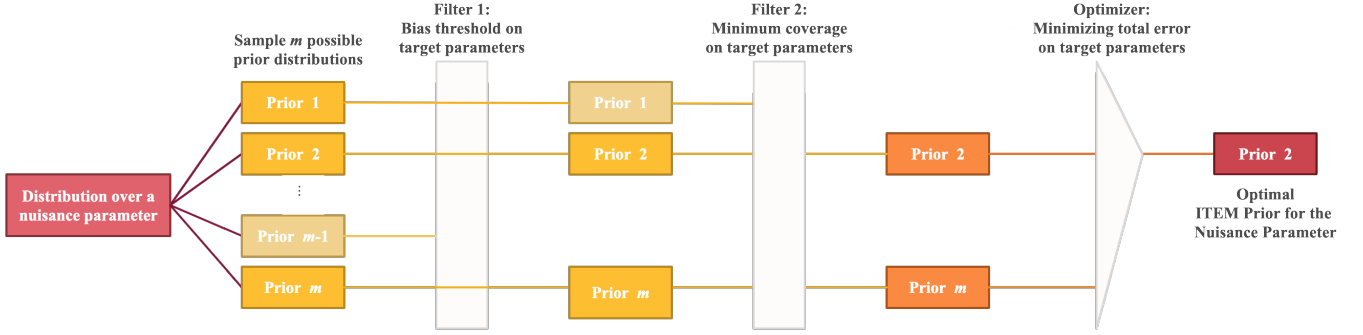 Sample m possible
prior distributions
Filter 1:
Bias threshold on
target parameters
Filter 2:
Minimum coverage
on target parameters
Optimizer:
Minimizing total error
on target parameters
Distribution over a
nuisance parameter
Prior 1
Prior 2
⋮
Prior m-1
Prior m
Prior 1
Prior 2
Prior m
Prior 2
Prior m
Prior 2
Optimal
ITEM Prior for the
Nuisance Parameter